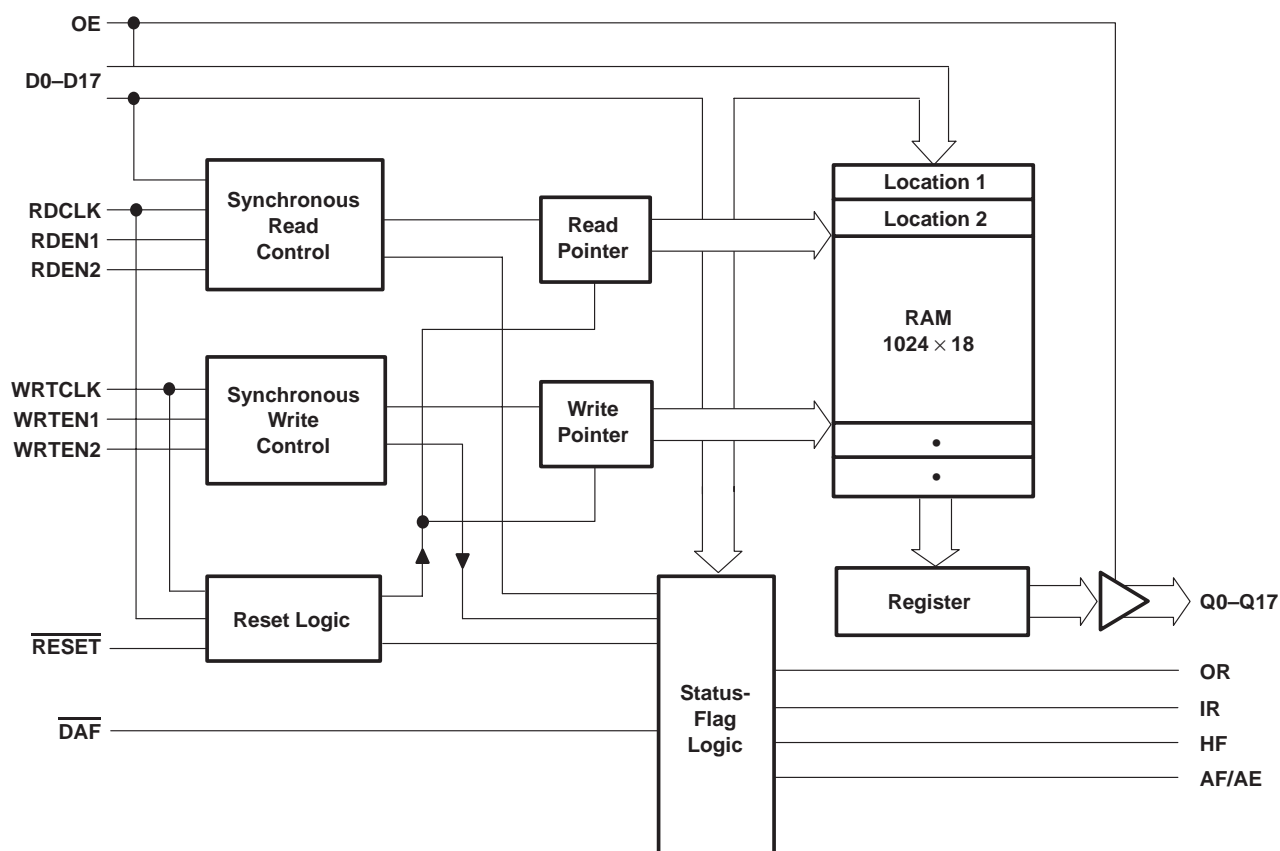 OE
D0–D17
RDCLK
RDEN1
RDEN2
Synchronous
Read
Control
Read
Pointer
Location 1
Location 2
RAM
1024 × 18
WRTCLK
WRTEN1
WRTEN2
Synchronous
Write
Control
Write
Pointer
RESET
Reset Logic
DAF
Status-
Flag
Logic
Register
Q0–Q17
OR
IR
HF
AF/AE